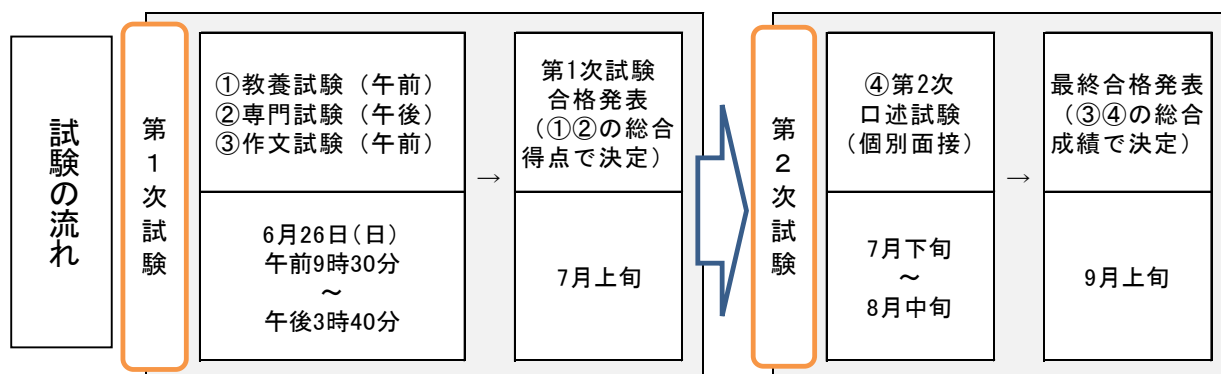 試験の流れ
第1次試験
①教養試験（午前）
②専門試験（午後）
③作文試験（午前）
6月26日(日)
午前9時30分
～
午後3時40分
→
第1次試験
合格発表
（①②の総合
得点で決定）
7月上旬
第2次試験
④第2次
口述試験
（個別面接）
7月下旬
～
8月中旬
→
最終合格発表
（③④の総合
成績で決定）
9月上旬